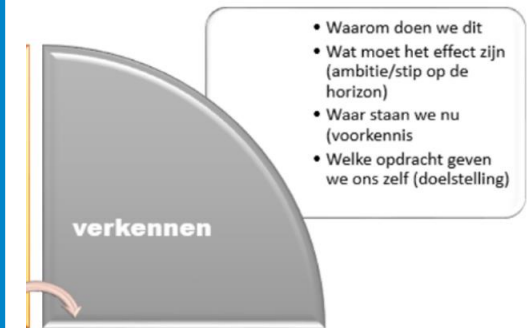 • Waarom doen we dit
• Wat moet het effect zijn
(ambitie/stip op de
horizon)
• Waar staan we nu
(voorkennis
• Welke opdracht geven
we ons zelf (doelstelling)
verkennen